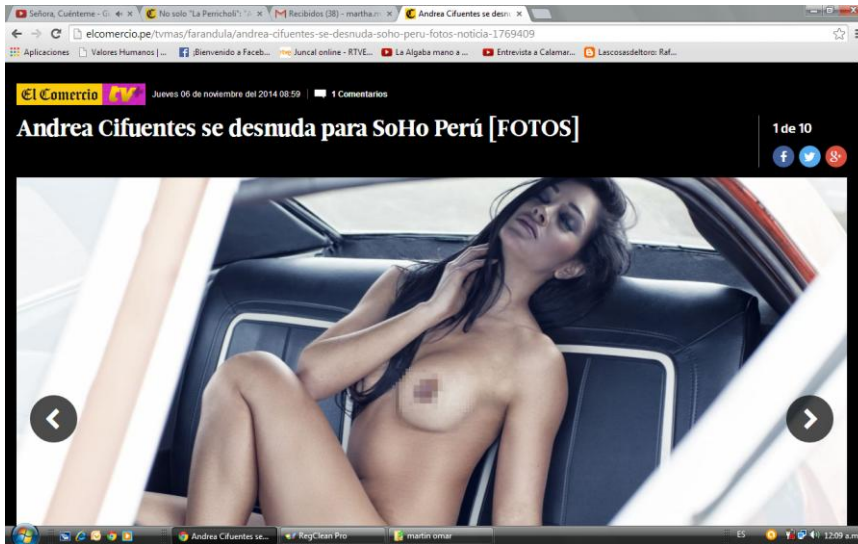 Señora, Cuénteme - G
No solo "La Perricholi": "A
Recibidos (38) - martha.m
Andrea Cifuentes se desn
elcomercio.pe/tvmas/farandula/andrea-cifuentes-se-desnuda-soho-peru-fotos-noticia-1769409
Aplicaciones
Valores Humanos |...
¡Bienvenido a Faceb...
Juncal online - RTVE...
La Algaba mano a ...
Entrevista a Calamar...
Lascosasdeltoro: Raf...
El Comercio tv+
Jueves 06 de noviembre del 2014 08:59
1 Comentarios
Andrea Cifuentes se desnuda para SoHo Perú [FOTOS]
1 de 10
Andrea Cifuentes se...
RegClean Pro
martin omar
ES
12:09 a.m